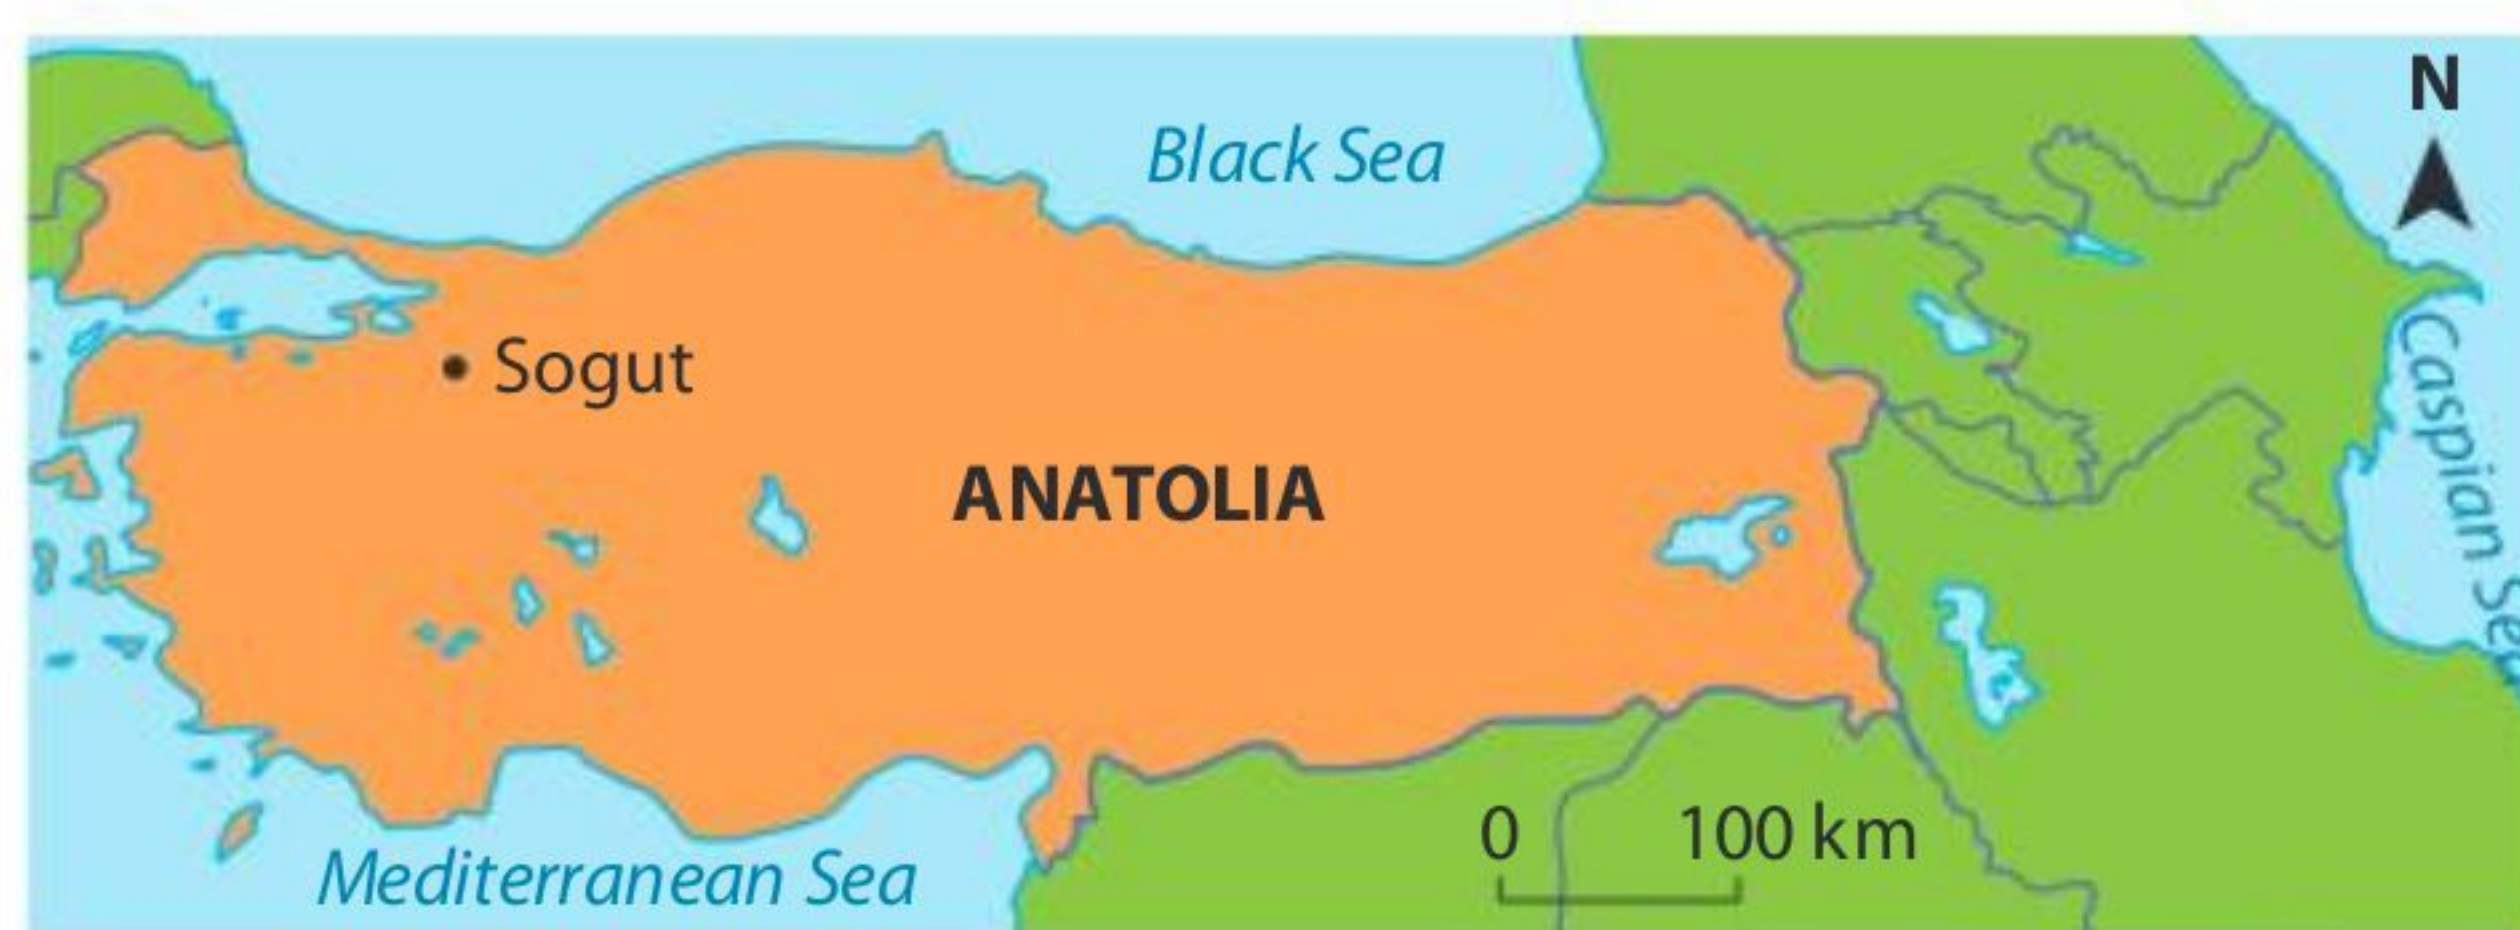 N
Black Sea
Sogut
Caspian Sea
ANATOLIA
0 100 km
Mediterranean Sea